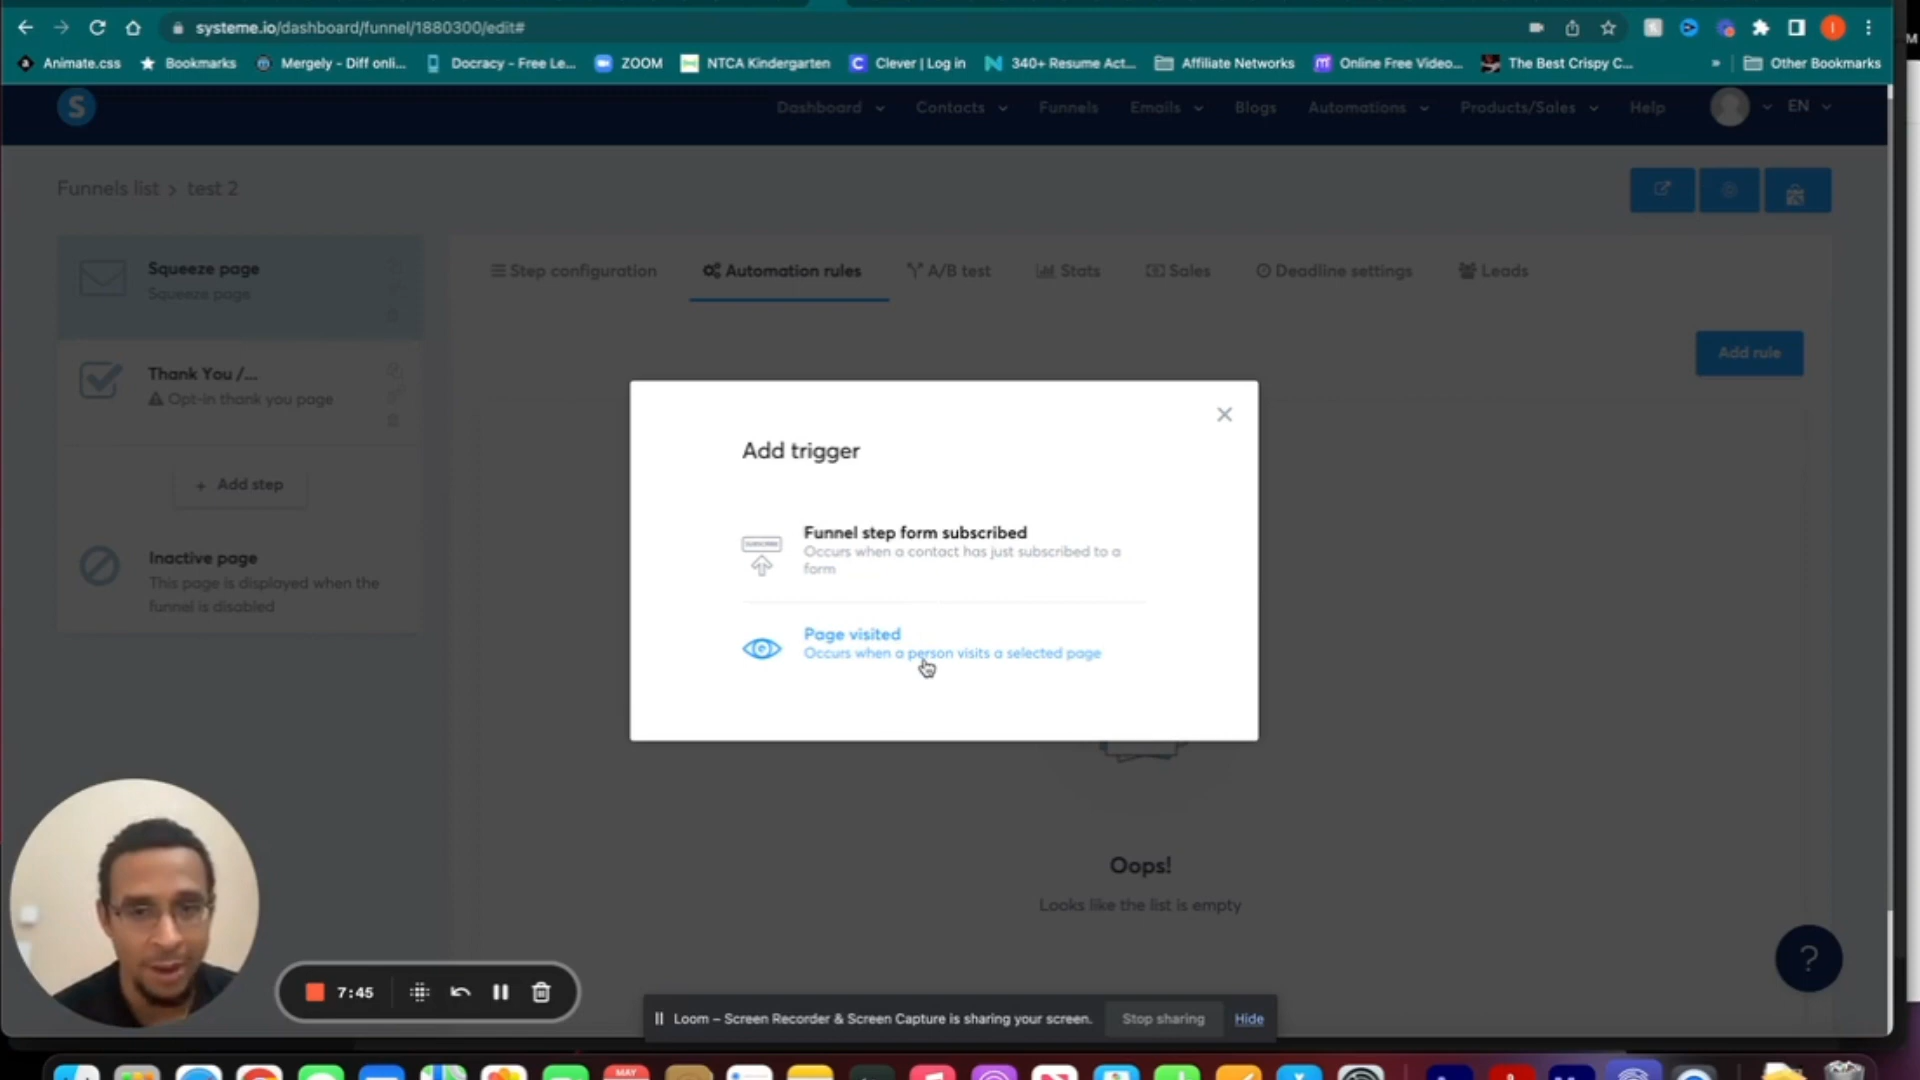 systeme.io/dashboard/funnel/1880300/edit#
Animate.css
Bookmarks
Mergely - Diff onli...
Docracy - Free Le...
ZOOM
NTCA Kindergarten
Clever | Log in
340+ Resume Act...
Affiliate Networks
Online Free Video...
The Best Crispy C...
»
Other Bookmarks
S
Dashboard
Contacts
Funnels
Emails
Blogs
Automations
Products/Sales
Help
EN
Funnels list > test 2
Squeeze page
Squeeze page
Step configuration
Automation rules
A/B test
Stats
Sales
Deadline settings
Leads
Add rule
Thank You /...
Opt-in thank you page
+ Add step
Inactive page
This page is displayed when the
funnel is disabled
Add trigger
SUBSCRIBE
Funnel step form subscribed
Occurs when a contact has just subscribed to a
form
Page visited
Occurs when a person visits a selected page
Oops!
Looks like the list is empty
?
7:45
Loom – Screen Recorder & Screen Capture is sharing your screen.
Stop sharing
Hide
MAY